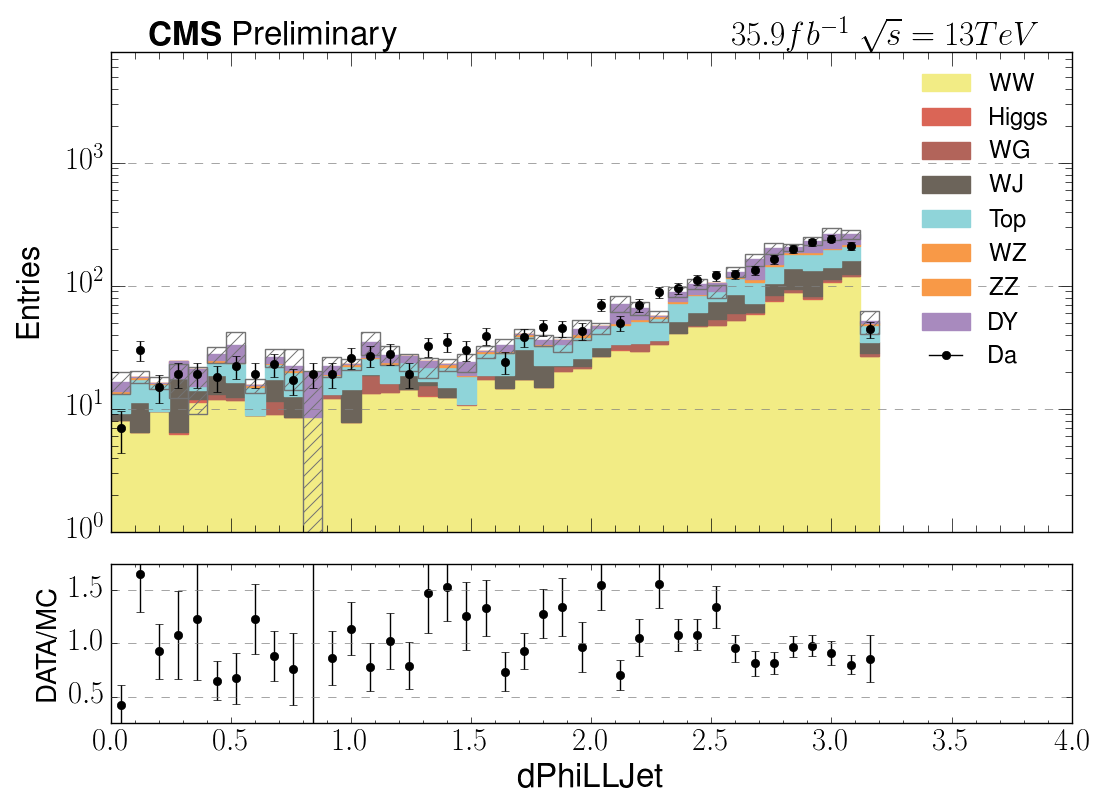 CMS Preliminary 35.9fb⁻¹ √s = 13TeV
Entries
10³
10²
10¹
10⁰
WW
Higgs
WG
WJ
Top
WZ
ZZ
DY
Da
DATA/MC
1.5
1.0
0.5
0.0 0.5 1.0 1.5 2.0 2.5 3.0 3.5 4.0
dPhiLLJet